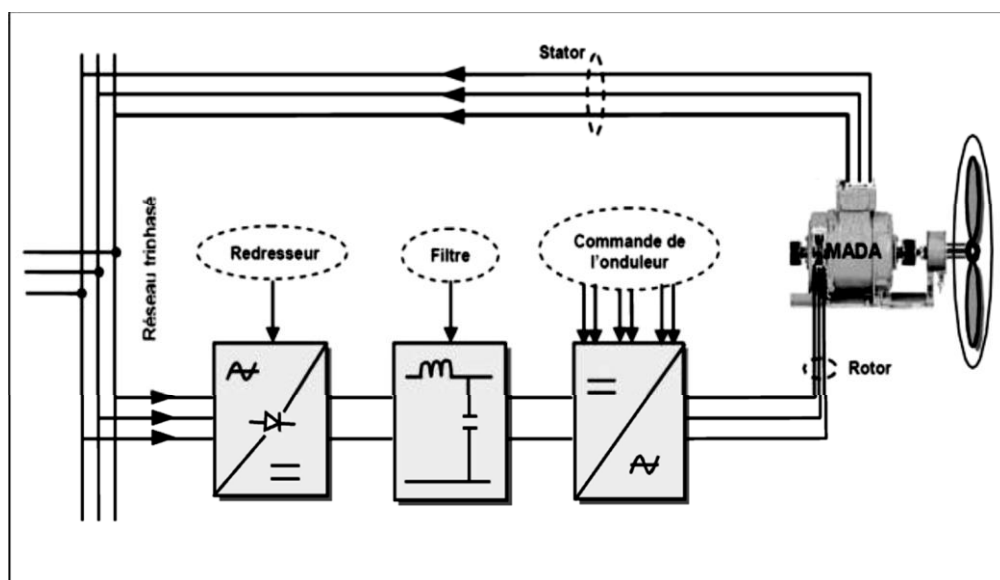 Stator
Réseau triphasé
Redresseur
Filtre
Commande de
l'onduleur
MADA
Rotor